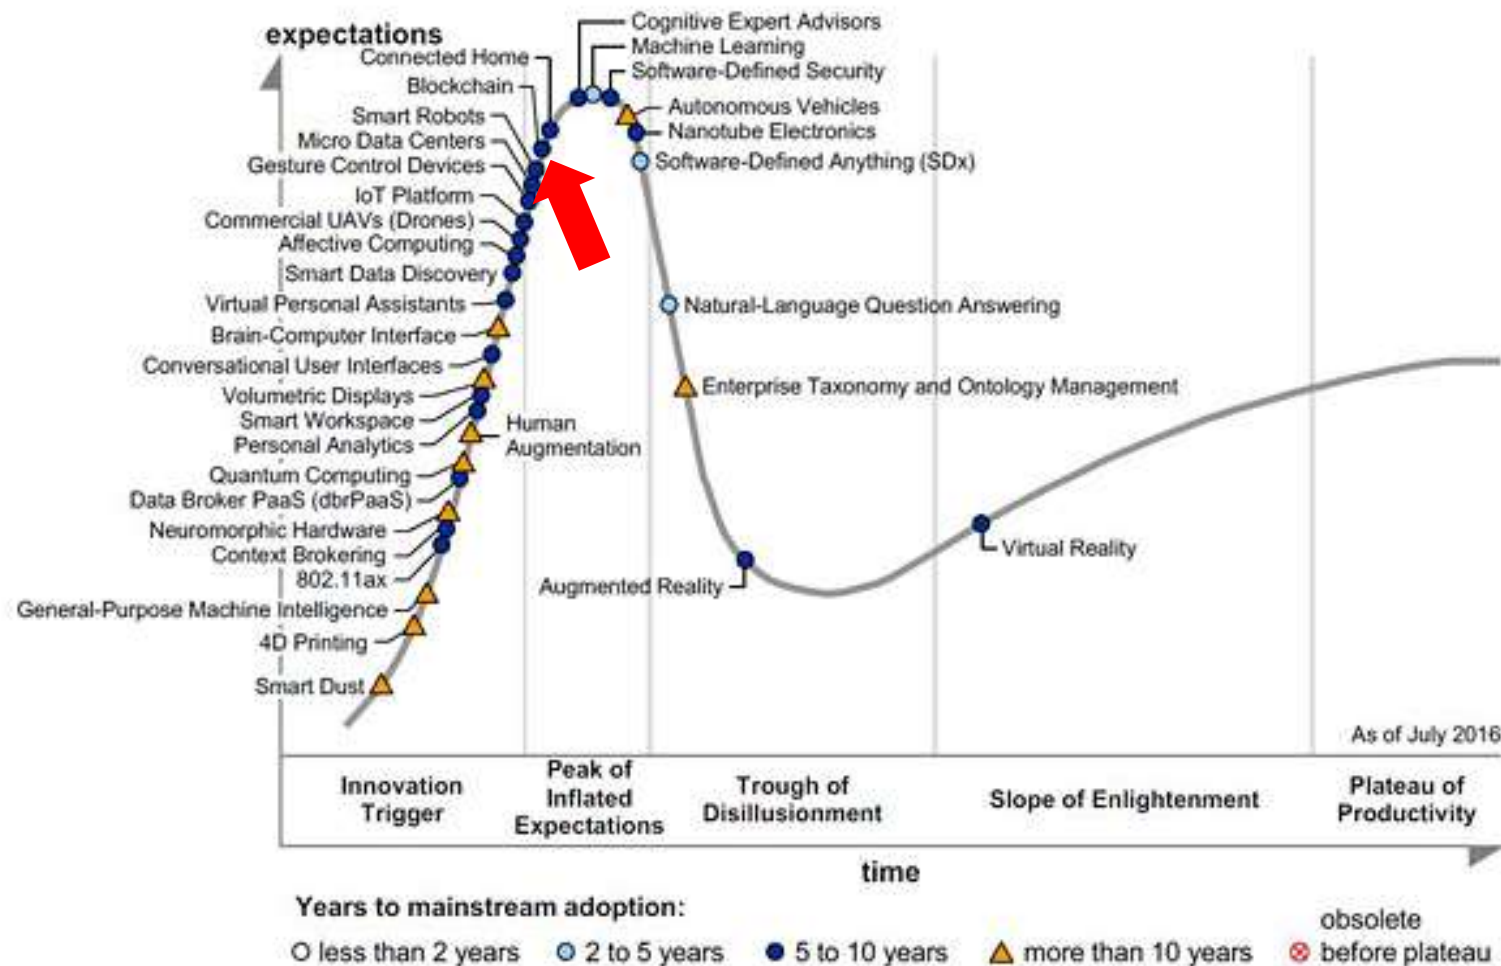 expectations
Cognitive Expert Advisors
Connected Home
Machine Learning
Blockchain
Software-Defined Security
Smart Robots
Autonomous Vehicles
Micro Data Centers
Nanotube Electronics
Gesture Control Devices
Software-Defined Anything (SDx)
IoT Platform
Commercial UAVs (Drones)
Affective Computing
Smart Data Discovery
Virtual Personal Assistants
Natural-Language Question Answering
Brain-Computer Interface
Conversational User Interfaces
Enterprise Taxonomy and Ontology Management
Volumetric Displays
Smart Workspace
Human
Augmentation
Personal Analytics
Quantum Computing
Data Broker PaaS (dbrPaaS)
Neuromorphic Hardware
Context Brokering
802.11ax
Virtual Reality
Augmented Reality
General-Purpose Machine Intelligence
4D Printing
Smart Dust
As of July 2016
Innovation
Trigger
Peak of
Inflated
Expectations
Trough of
Disillusionment
Slope of Enlightenment
Plateau of
Productivity
time
Years to mainstream adoption:
less than 2 years
2 to 5 years
5 to 10 years
more than 10 years
obsolete
before plateau